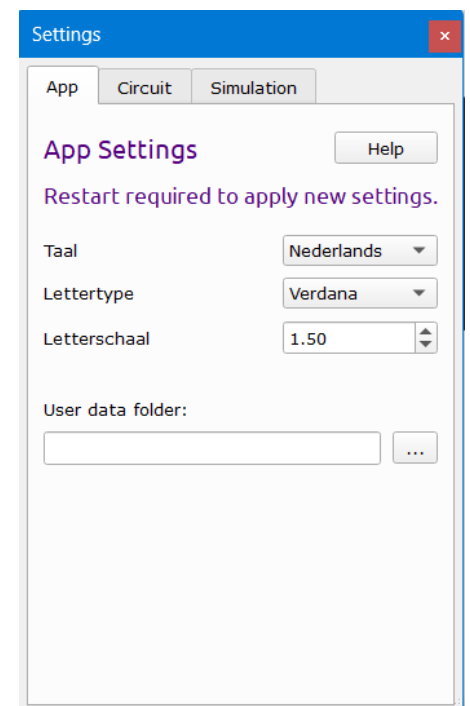 Settings
App Circuit Simulation
App Settings Help
Restart required to apply new settings.
Taal Nederlands
Lettertype Verdana
Letterschaal 1.50
User data folder:
...